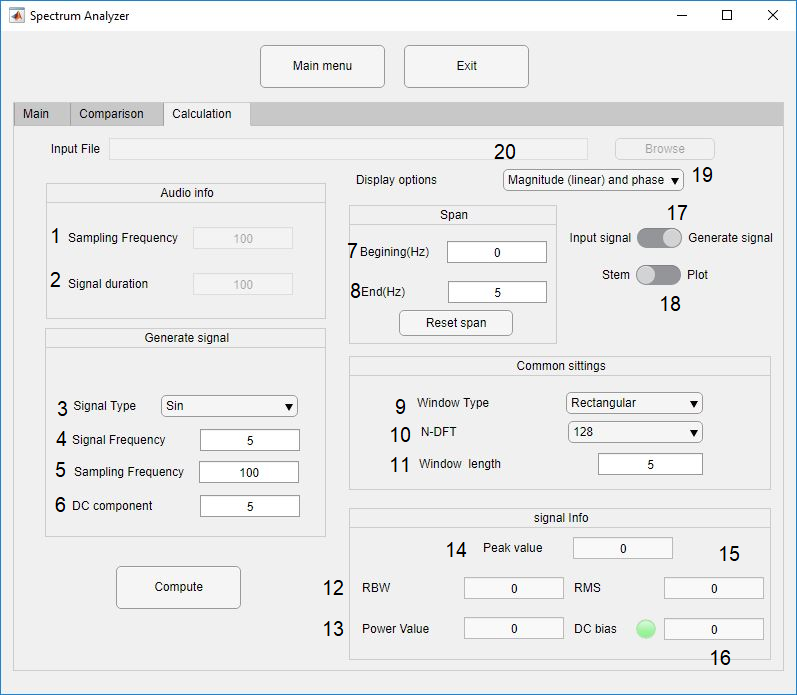 Spectrum Analyzer
Main menu Exit
Main Comparison Calculation
Input File Browse
20
Display options Magnitude (linear) and phase 19
Audio info
1 Sampling Frequency 100
2 Signal duration 100
Span
7 Begining(Hz) 0
8 End(Hz) 5
Reset span
17
Input signal Generate signal
Stem Plot
18
Generate signal
3 Signal Type Sin
4 Signal Frequency 5
5 Sampling Frequency 100
6 DC component 5
Common sittings
9 Window Type Rectangular
10 N-DFT 128
11 Window length 5
Compute
signal Info
14 Peak value 0 15
12 RBW 0 RMS 0
13 Power Value 0 DC bias 0
16